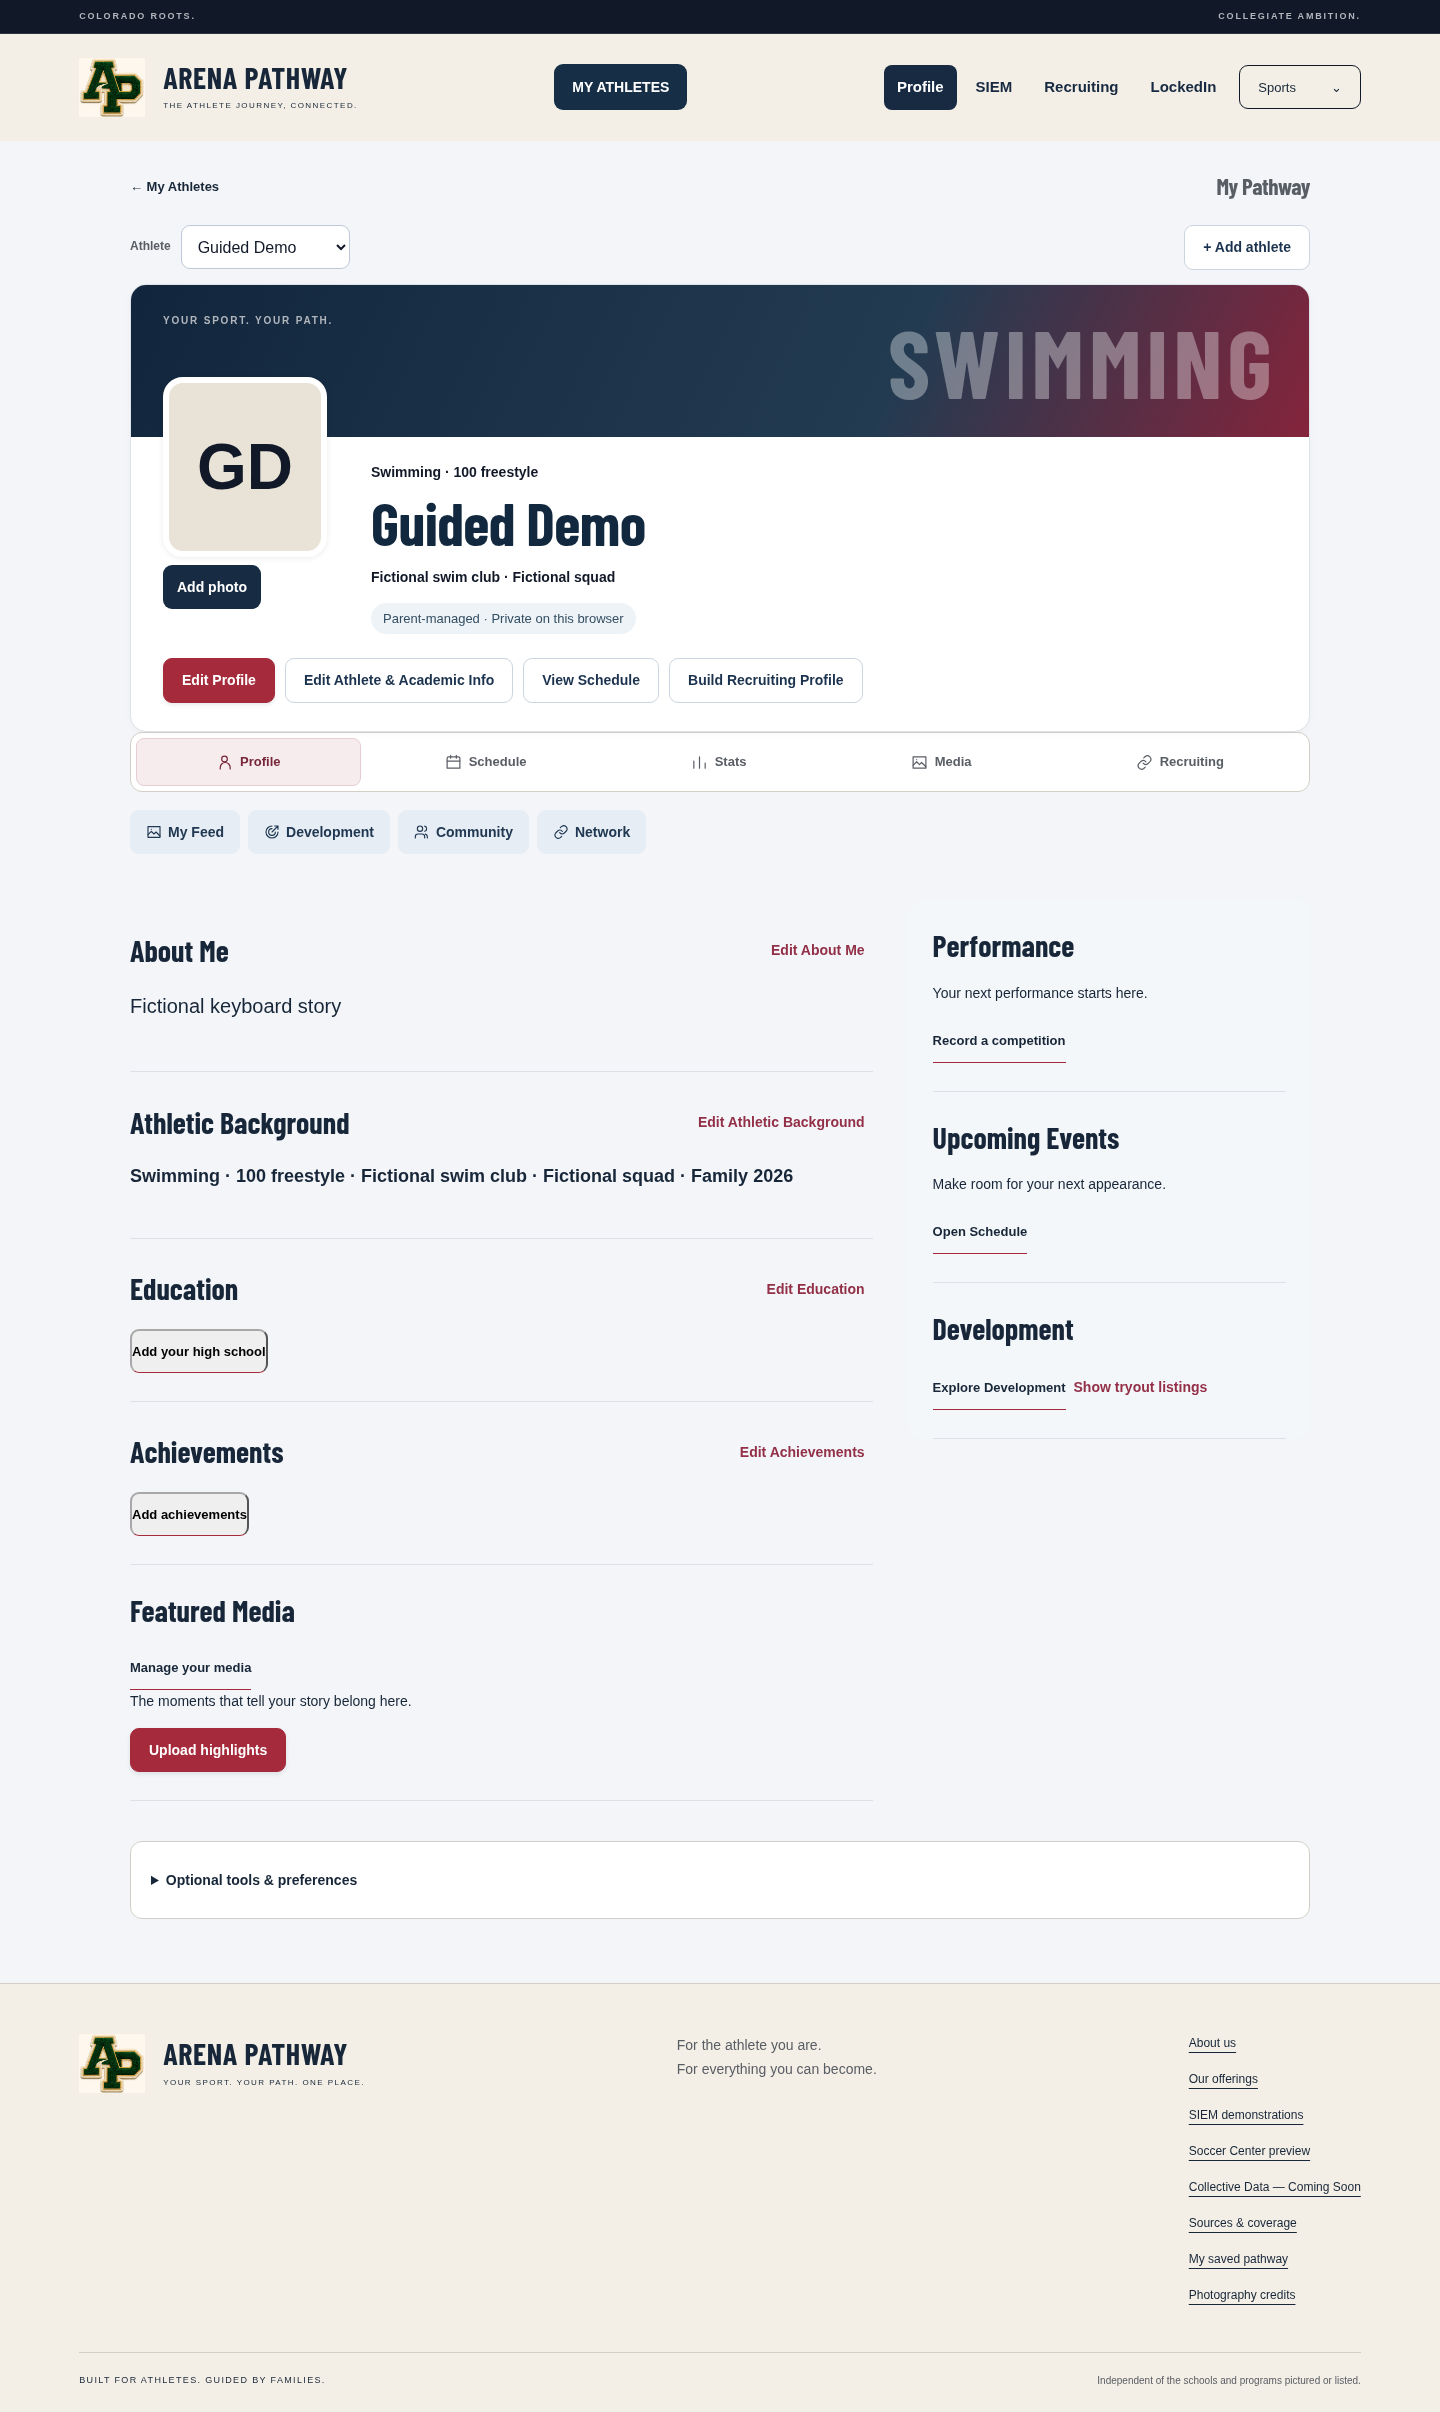 COLORADO ROOTS.
COLLEGIATE AMBITION.
AP
ARENA PATHWAY
THE ATHLETE JOURNEY, CONNECTED.
MY ATHLETES
Profile
SIEM
Recruiting
LockedIn
Sports
← My Athletes
My Pathway
Athlete
Guided Demo
+ Add athlete
YOUR SPORT. YOUR PATH.
SWIMMING
GD
Add photo
Swimming · 100 freestyle
Guided Demo
Fictional swim club · Fictional squad
Parent-managed · Private on this browser
Edit Profile
Edit Athlete & Academic Info
View Schedule
Build Recruiting Profile
Profile
Schedule
Stats
Media
Recruiting
My Feed
Development
Community
Network
About Me
Edit About Me
Fictional keyboard story
Athletic Background
Edit Athletic Background
Swimming · 100 freestyle · Fictional swim club · Fictional squad · Family 2026
Education
Edit Education
Add your high school
Achievements
Edit Achievements
Add achievements
Featured Media
Manage your media
The moments that tell your story belong here.
Upload highlights
Performance
Your next performance starts here.
Record a competition
Upcoming Events
Make room for your next appearance.
Open Schedule
Development
Explore Development
Show tryout listings
Optional tools & preferences
AP
ARENA PATHWAY
YOUR SPORT. YOUR PATH. ONE PLACE.
For the athlete you are.
For everything you can become.
About us
Our offerings
SIEM demonstrations
Soccer Center preview
Collective Data — Coming Soon
Sources & coverage
My saved pathway
Photography credits
BUILT FOR ATHLETES. GUIDED BY FAMILIES.
Independent of the schools and programs pictured or listed.